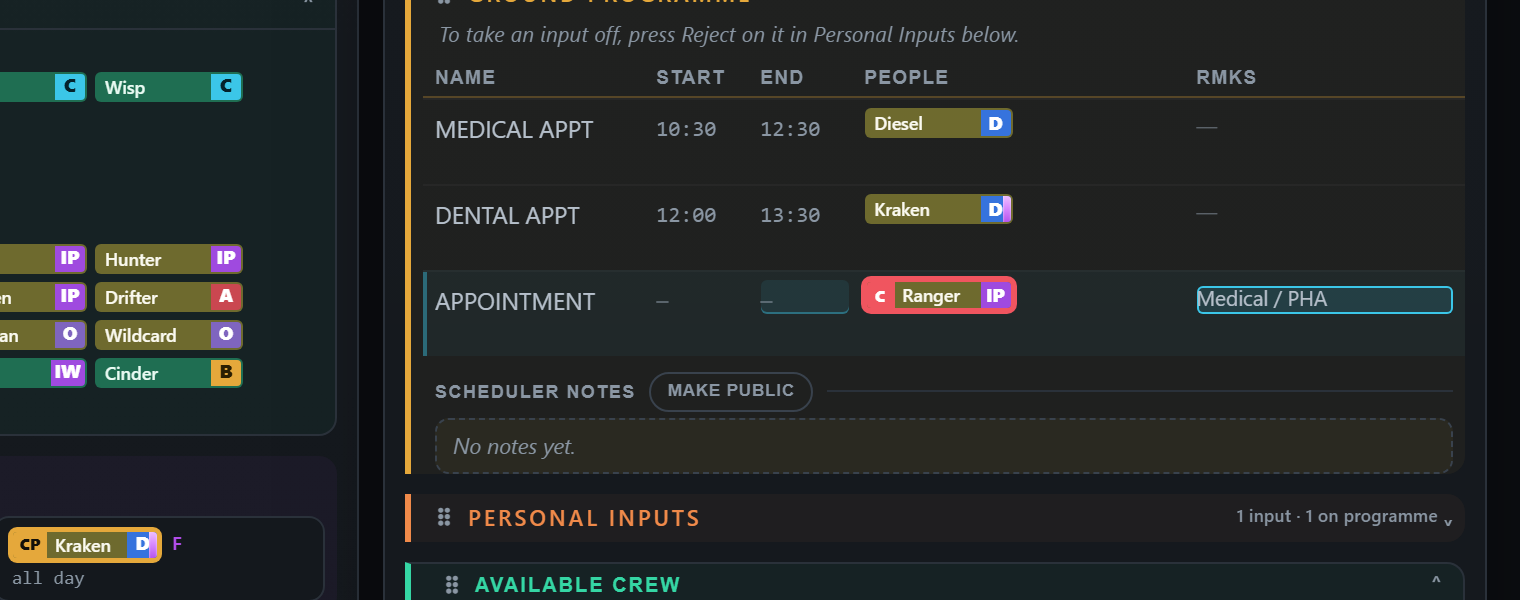 GROUND PROGRAMME
To take an input off, press Reject on it in Personal Inputs below.
NAME START END PEOPLE RMKS
C Wisp C
MEDICAL APPT 10:30 12:30 Diesel D —
DENTAL APPT 12:00 13:30 Kraken D —
IP Hunter IP
IP Drifter A
APPOINTMENT — — C Ranger IP Medical / PHA
an O Wildcard O
IW Cinder B
SCHEDULER NOTES MAKE PUBLIC
No notes yet.
PERSONAL INPUTS 1 input · 1 on programme
CP Kraken D F
all day
AVAILABLE CREW